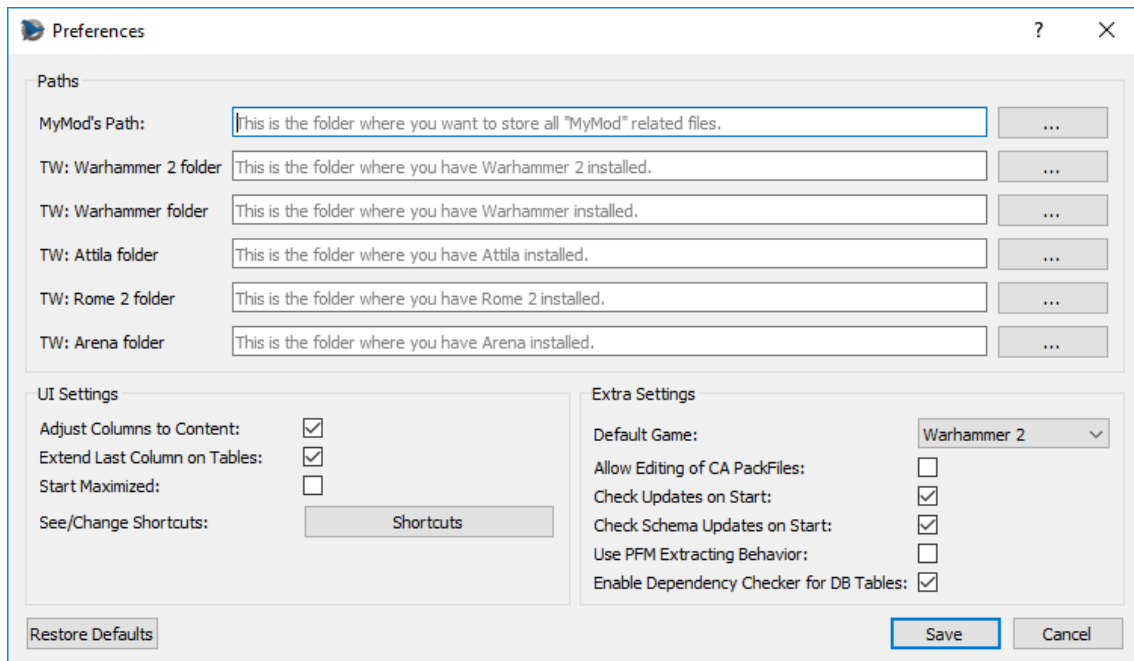 Preferences
?
Paths
MyMod's Path: This is the folder where you want to store all "MyMod" related files. ...
TW: Warhammer 2 folder This is the folder where you have Warhammer 2 installed. ...
TW: Warhammer folder This is the folder where you have Warhammer installed. ...
TW: Attila folder This is the folder where you have Attila installed. ...
TW: Rome 2 folder This is the folder where you have Rome 2 installed. ...
TW: Arena folder This is the folder where you have Arena installed. ...
UI Settings
Adjust Columns to Content:
Extend Last Column on Tables:
Start Maximized:
See/Change Shortcuts: Shortcuts
Extra Settings
Default Game: Warhammer 2
Allow Editing of CA PackFiles:
Check Updates on Start:
Check Schema Updates on Start:
Use PFM Extracting Behavior:
Enable Dependency Checker for DB Tables:
Restore Defaults Save Cancel